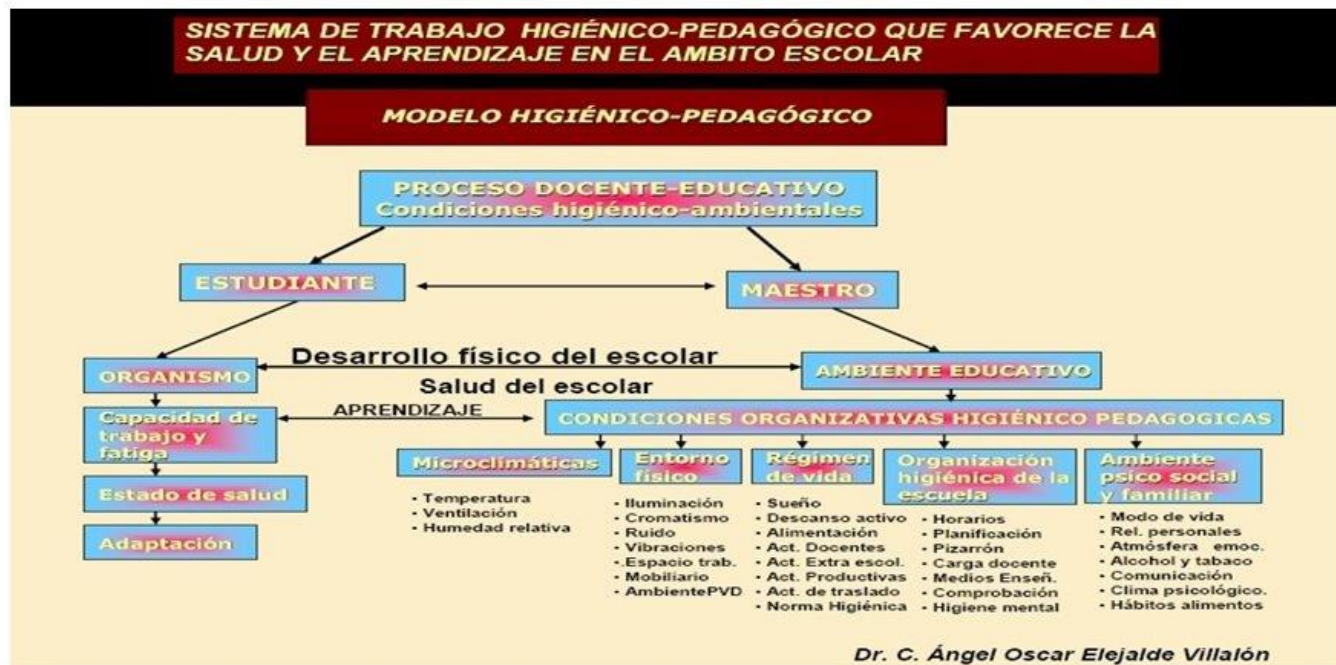 SISTEMA DE TRABAJO HIGIÉNICO-PEDAGÓGICO QUE FAVORECE LA
SALUD Y EL APRENDIZAJE EN EL AMBITO ESCOLAR
MODELO HIGIÉNICO-PEDAGÓGICO
PROCESO DOCENTE-EDUCATIVO
Condiciones higiénico-ambientales
ESTUDIANTE
MAESTRO
ORGANISMO
Desarrollo físico del escolar
Salud del escolar
AMBIENTE EDUCATIVO
Capacidad de
trabajo y
fatiga
APRENDIZAJE
CONDICIONES ORGANIZATIVAS HIGIÉNICO PEDAGOGICAS
Estado de salud
Adaptación
Microclimáticas
- Temperatura
- Ventilación
- Humedad relativa
Entorno
físico
- Iluminación
- Cromatismo
- Ruido
- Vibraciones
- Espacio trab.
- Mobiliario
- AmbientePVD
Régimen
de vida
- Sueño
- Descanso activo
- Alimentación
- Act. Docentes
- Act. Extra escol.
- Act. Productivas
- Act. de traslado
- Norma Higiénica
Organización
higiénica de la
escuela
- Horarios
- Planificación
- Pizarrón
- Carga docente
- Medios Enseñ.
- Comprobación
- Higiene mental
Ambiente
psico social
y familiar
- Modo de vida
- Rel. personales
- Atmósfera emoc.
- Alcohol y tabaco
- Comunicación
- Clima psicológico.
- Hábitos alimentos
Dr. C. Ángel Oscar Elejalde Villalón